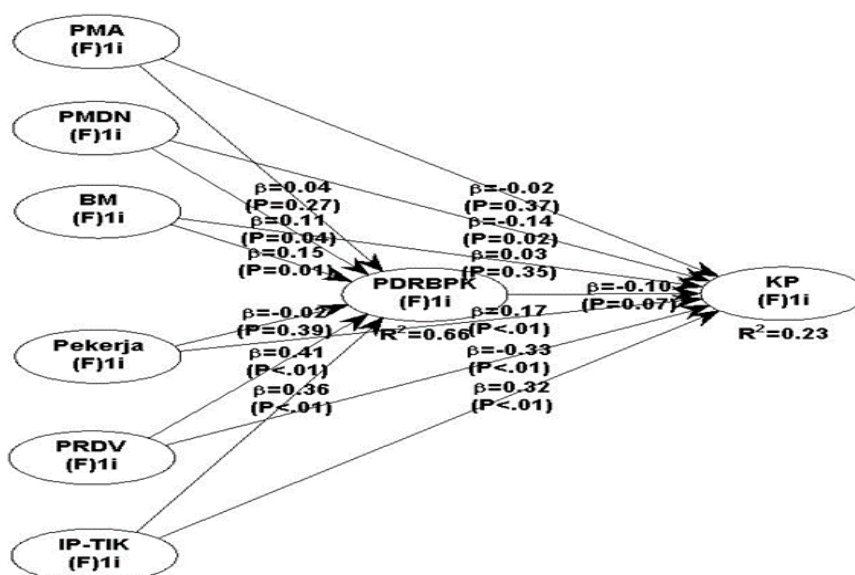 PMA
(F)1i
PMDN
(F)1i
BM
(F)1i
β=0.04
(P=0.27)
β=0.11
(P=0.04)
β=0.15
(P=0.01)
β=-0.02
(P=0.37)
β=-0.14
(P=0.02)
β=0.03
(P=0.35)
PDRBPK
(F)1i
R²=0.66
β=-0.10
(P=0.07)
KP
(F)1i
R²=0.23
Pekerja
(F)1i
β=-0.02
(P=0.39)
β=0.41
(P<.01)
β=0.36
(P<.01)
β=0.17
(P<.01)
β=-0.33
(P<.01)
β=0.32
(P<.01)
PRDV
(F)1i
IP-TIK
(F)1i